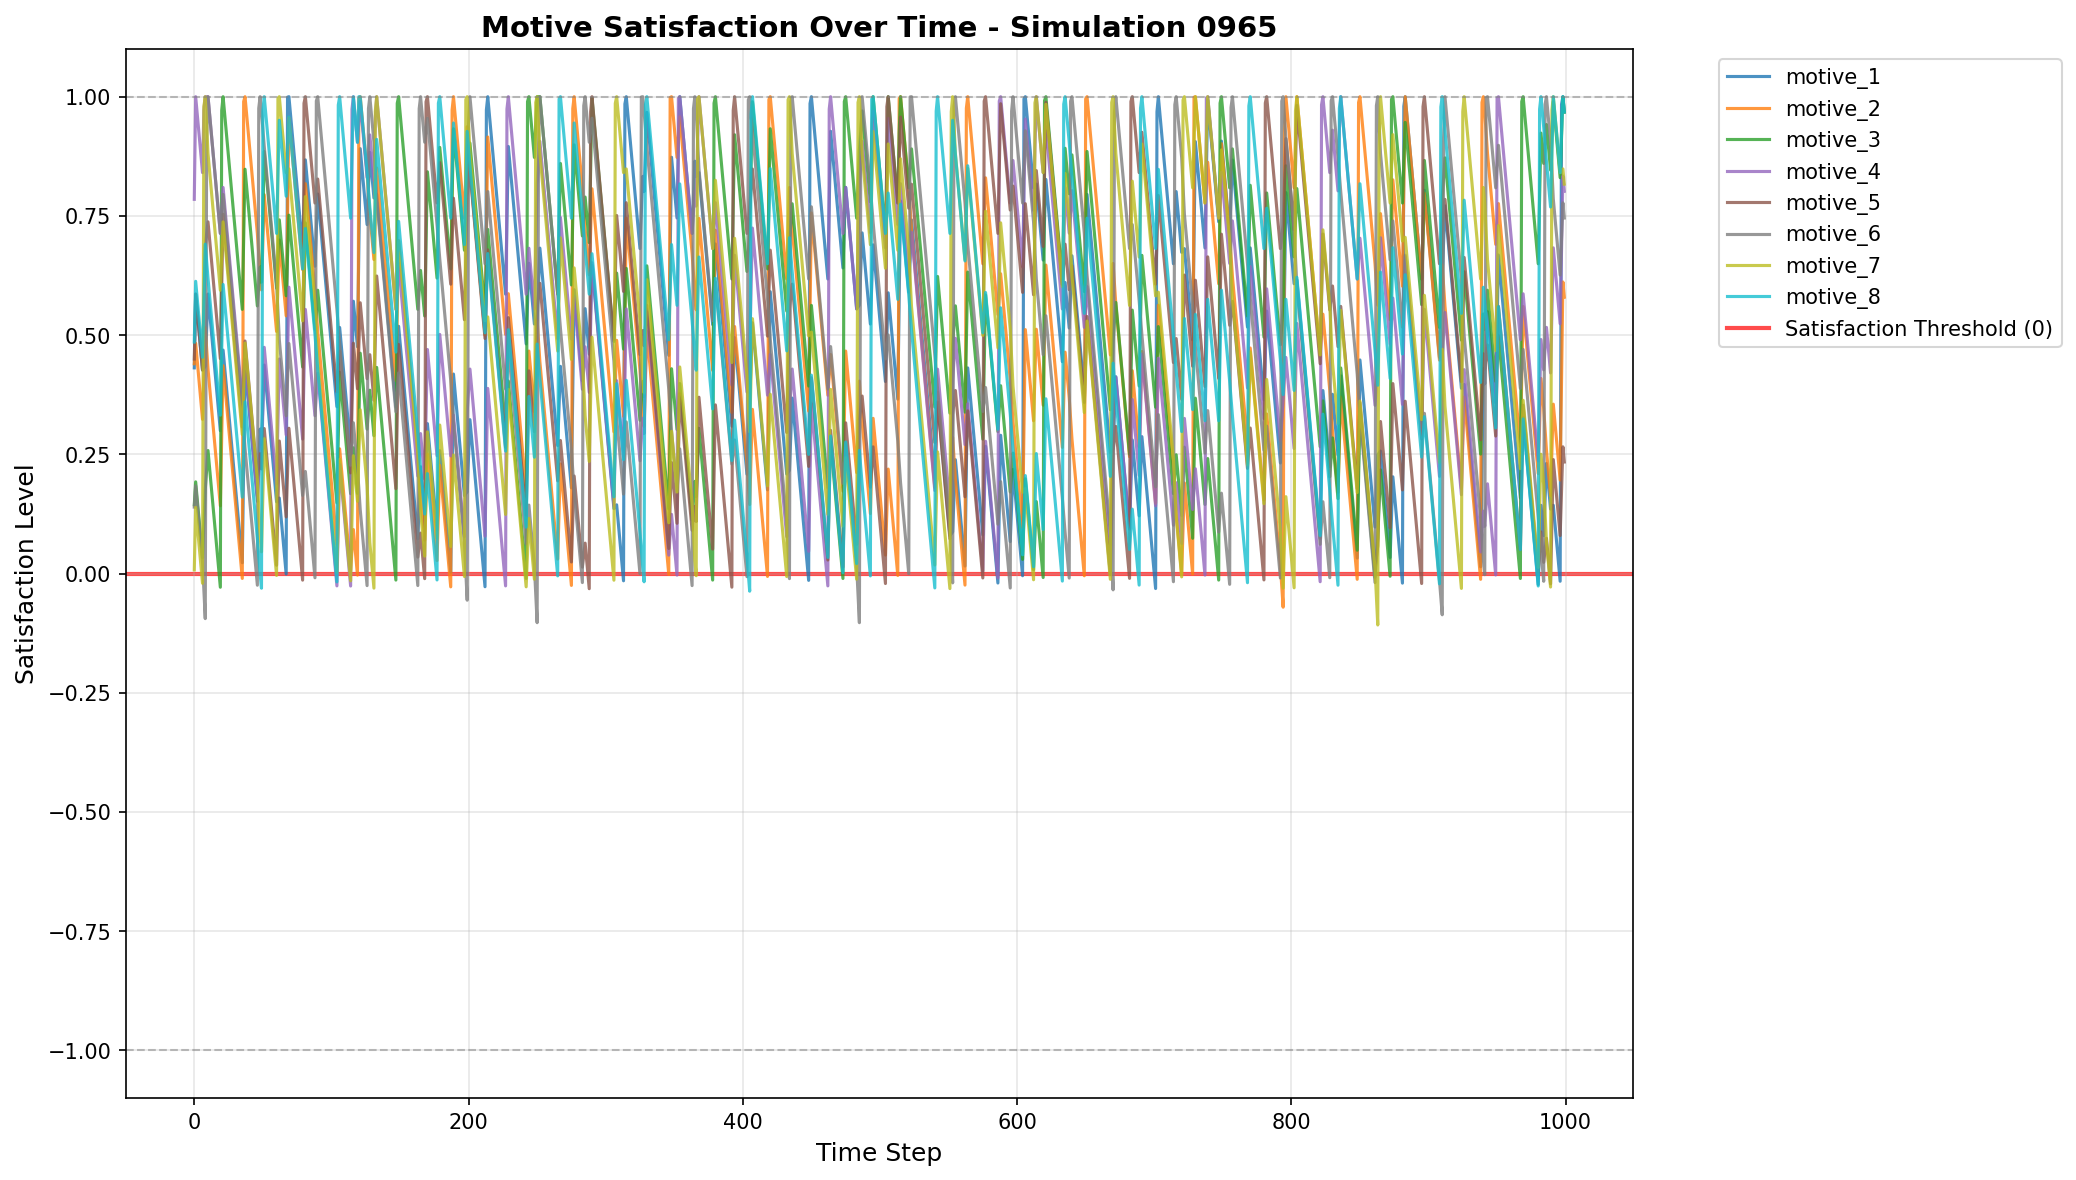 Motive Satisfaction Over Time - Simulation 0965
1.00
0.75
0.50
0.25
0.00
−0.25
−0.50
−0.75
−1.00
Satisfaction Level
0
200
400
600
800
1000
Time Step
motive_1
motive_2
motive_3
motive_4
motive_5
motive_6
motive_7
motive_8
Satisfaction Threshold (0)